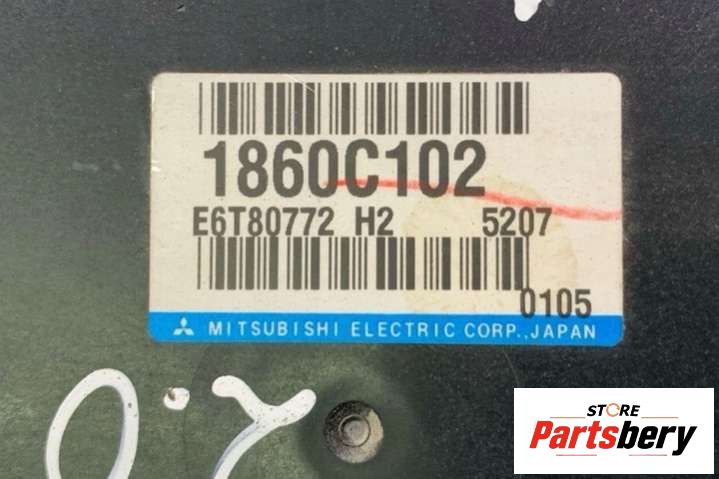 1860C102
E6T80772 H2 5207
0105
MITSUBISHI ELECTRIC CORP., JAPAN
STORE
Partsbery